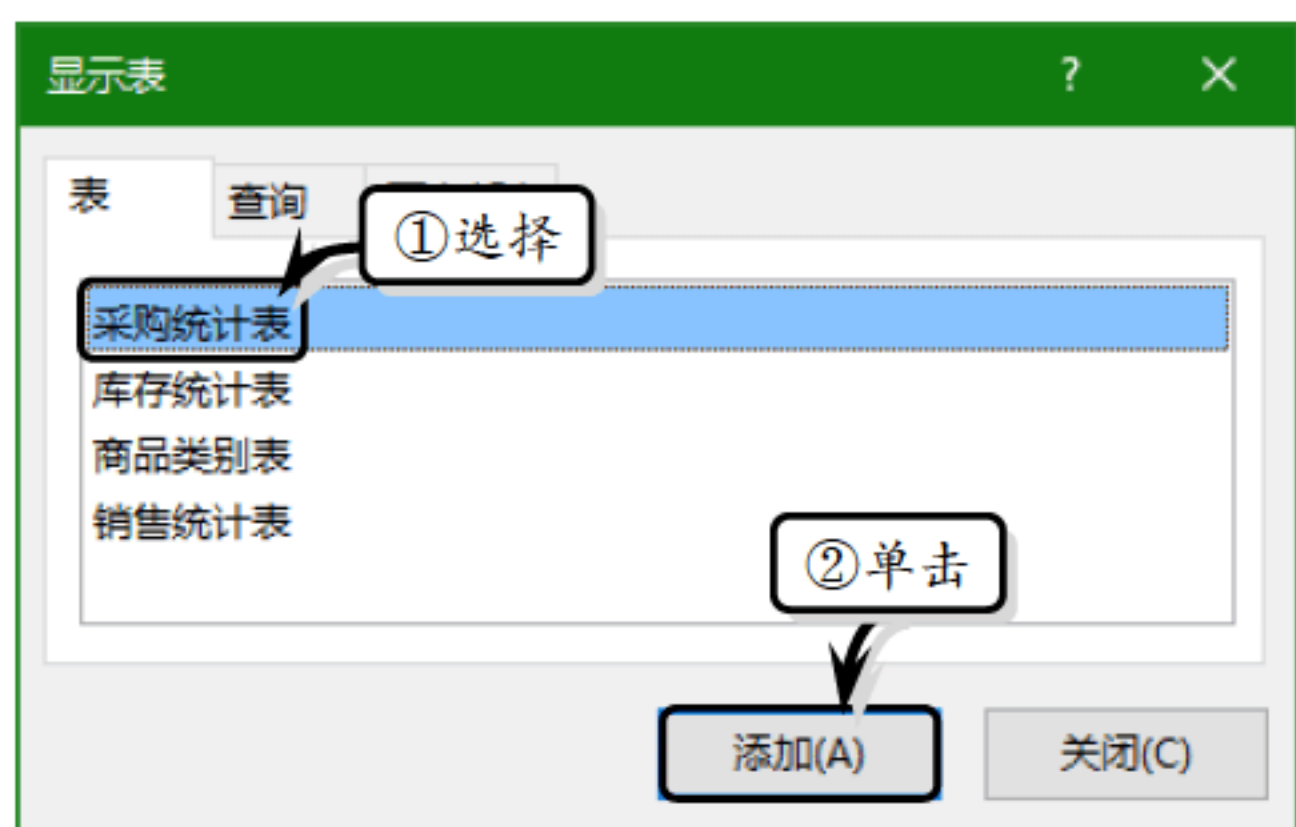 显示表
?
×
表
查询
①选择
采购统计表
库存统计表
商品类别表
销售统计表
②单击
添加(A)
关闭(C)